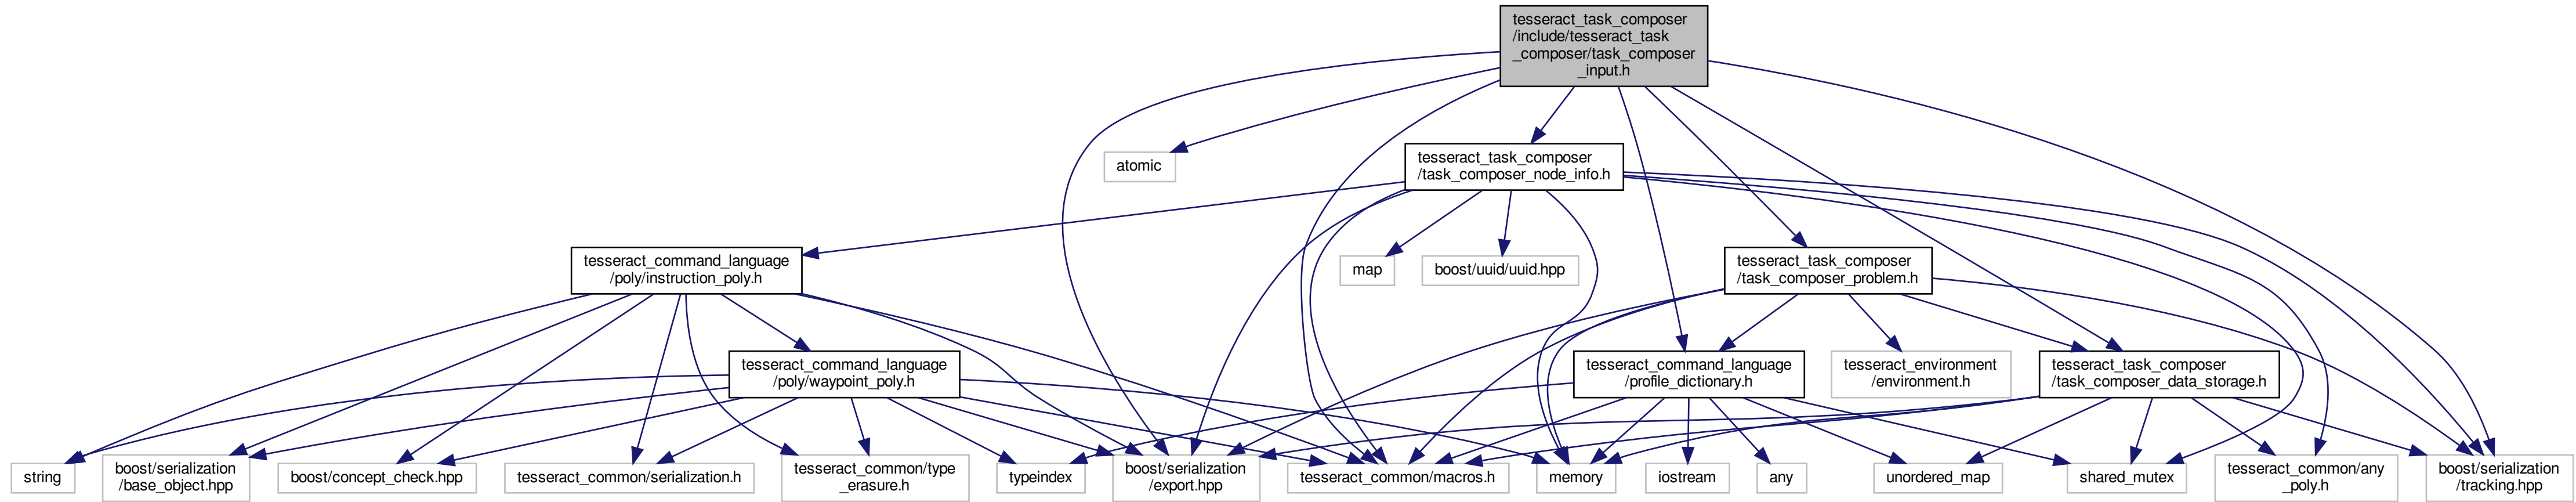 tesseract_task_composer
/include/tesseract_task
_composer/task_composer
_input.h
atomic
tesseract_task_composer
/task_composer_node_info.h
tesseract_command_language
/poly/instruction_poly.h
map
boost/uuid/uuid.hpp
tesseract_task_composer
/task_composer_problem.h
tesseract_command_language
/poly/waypoint_poly.h
tesseract_command_language
/profile_dictionary.h
tesseract_environment
/environment.h
tesseract_task_composer
/task_composer_data_storage.h
string
boost/serialization
/base_object.hpp
boost/concept_check.hpp
tesseract_common/serialization.h
tesseract_common/type
_erasure.h
typeindex
boost/serialization
/export.hpp
tesseract_common/macros.h
memory
iostream
any
unordered_map
shared_mutex
tesseract_common/any
_poly.h
boost/serialization
/tracking.hpp